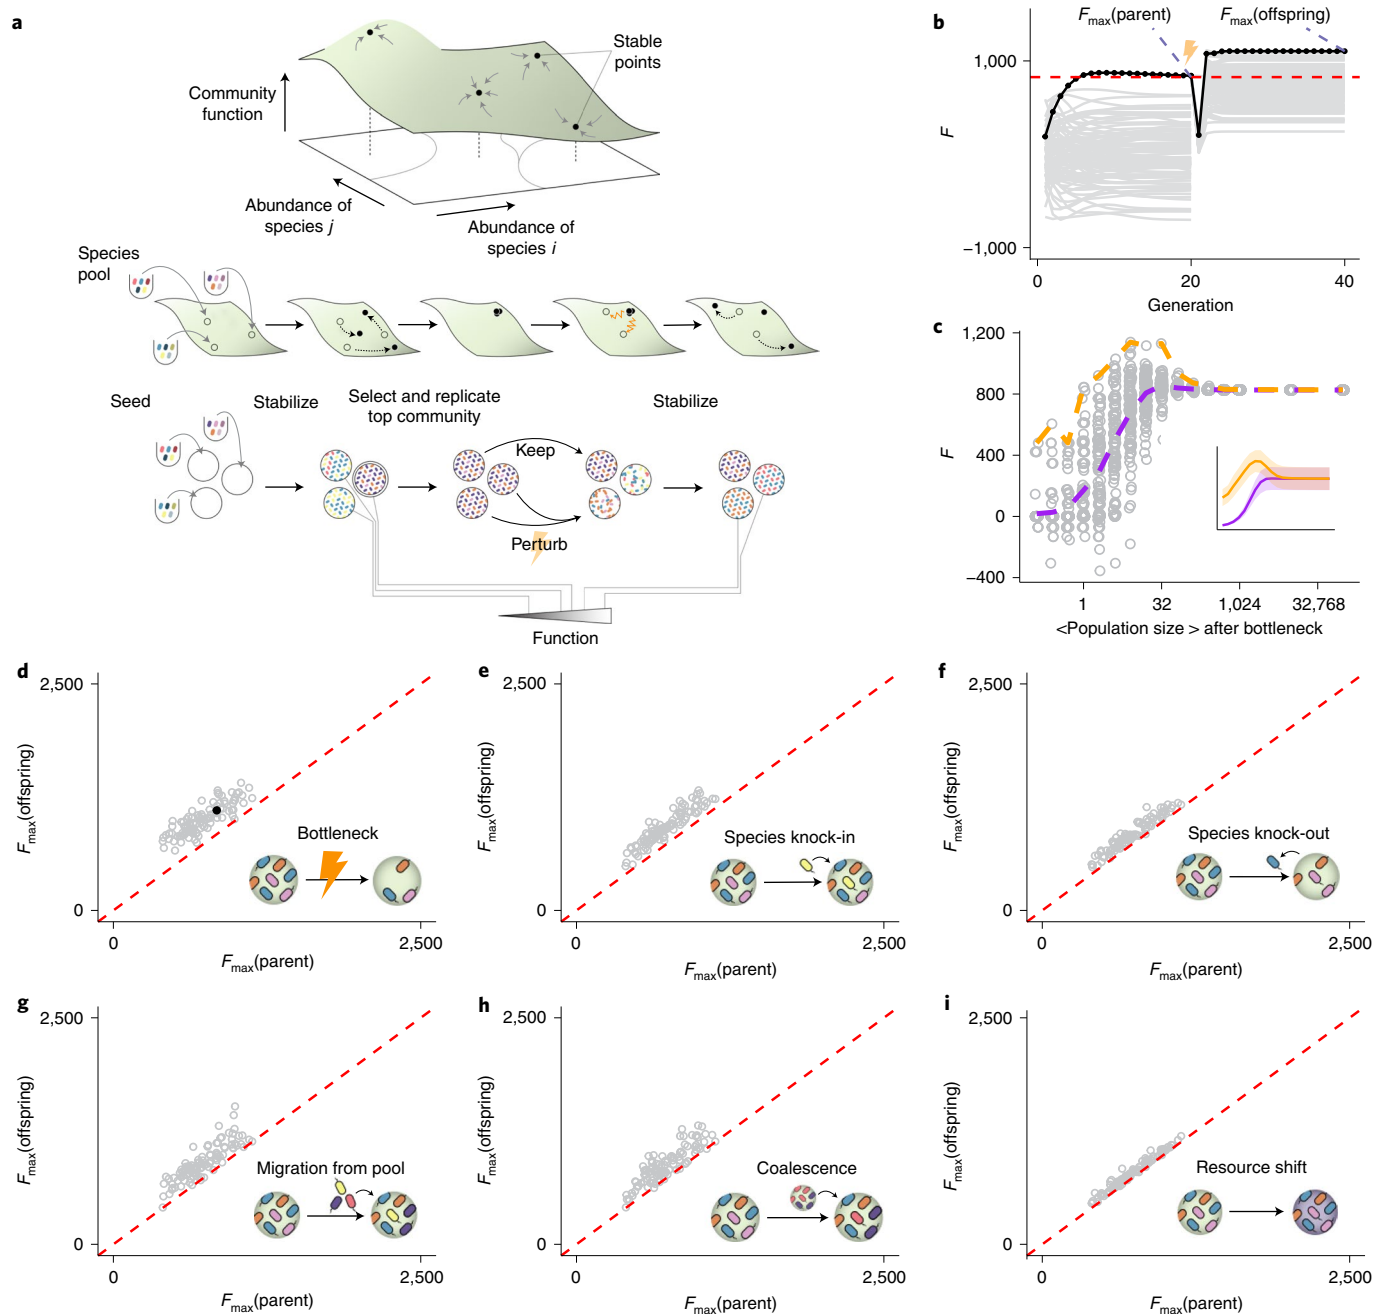 a
Stable
points
Community
function
Abundance of
species j
Abundance of
species i
Species
pool
Seed
Stabilize
Select and replicate
top community
Stabilize
Keep
Perturb
Function
b
Fmax(parent)
Fmax(offspring)
1,000
F
−1,000
0
20
40
Generation
c
1,200
800
F
400
0
−400
1
32
1,024
32,768
<Population size > after bottleneck
d
2,500
Fmax(offspring)
Bottleneck
0
0
2,500
Fmax(parent)
e
2,500
Fmax(offspring)
Species knock-in
0
0
2,500
Fmax(parent)
f
2,500
Fmax(offspring)
Species knock-out
0
0
2,500
Fmax(parent)
g
2,500
Fmax(offspring)
Migration from pool
0
0
2,500
Fmax(parent)
h
2,500
Fmax(offspring)
Coalescence
0
0
2,500
Fmax(parent)
i
2,500
Fmax(offspring)
Resource shift
0
0
2,500
Fmax(parent)